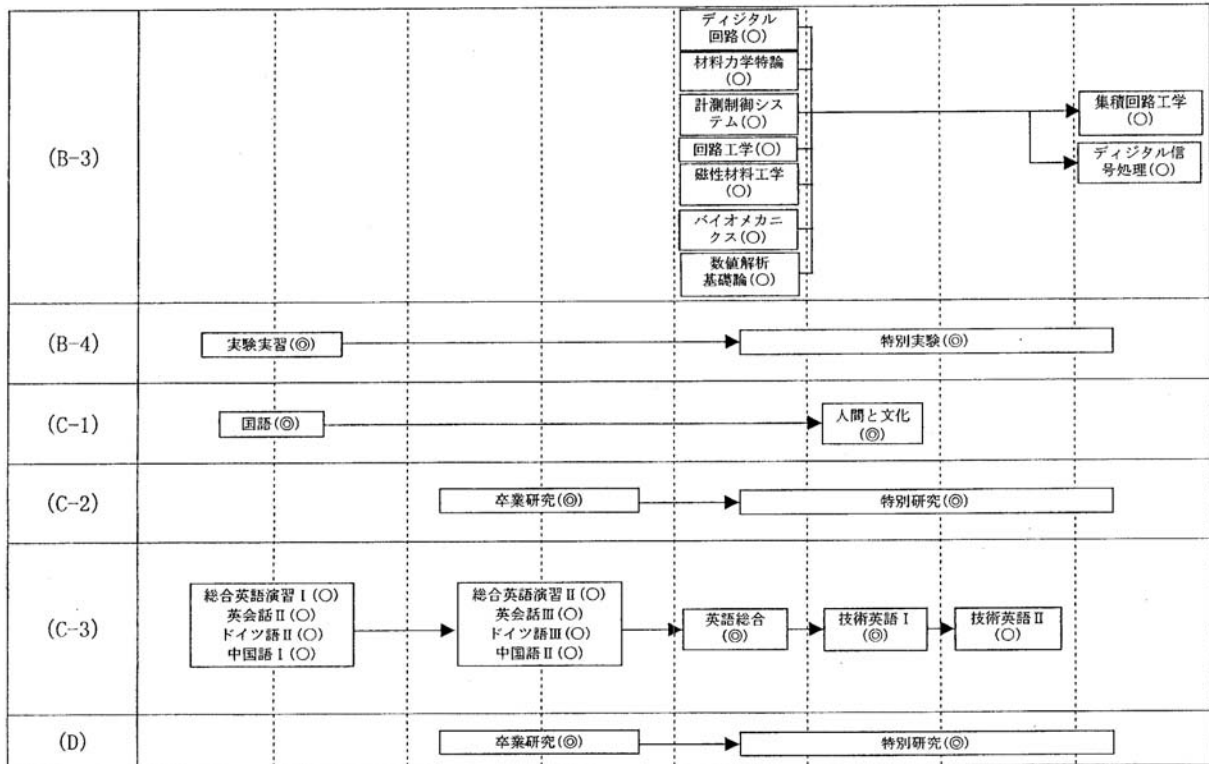 (B-3)
ディジタル
回路(○)
材料力学特論
(○)
計測制御シス
テム(○)
回路工学(○)
磁性材料工学
(○)
バイオメカニ
クス(○)
数値解析
基礎論(○)
集積回路工学
(○)
ディジタル信
号処理(○)
(B-4)
実験実習(◎)
特別実験(◎)
(C-1)
国語(◎)
人間と文化
(◎)
(C-2)
卒業研究(◎)
特別研究(◎)
(C-3)
総合英語演習Ⅰ(○)
英会話Ⅱ(○)
ドイツ語Ⅱ(○)
中国語Ⅰ(○)
総合英語演習Ⅱ(○)
英会話Ⅲ(○)
ドイツ語Ⅲ(○)
中国語Ⅱ(○)
英語総合
(◎)
技術英語Ⅰ
(◎)
技術英語Ⅱ
(○)
(D)
卒業研究(◎)
特別研究(◎)